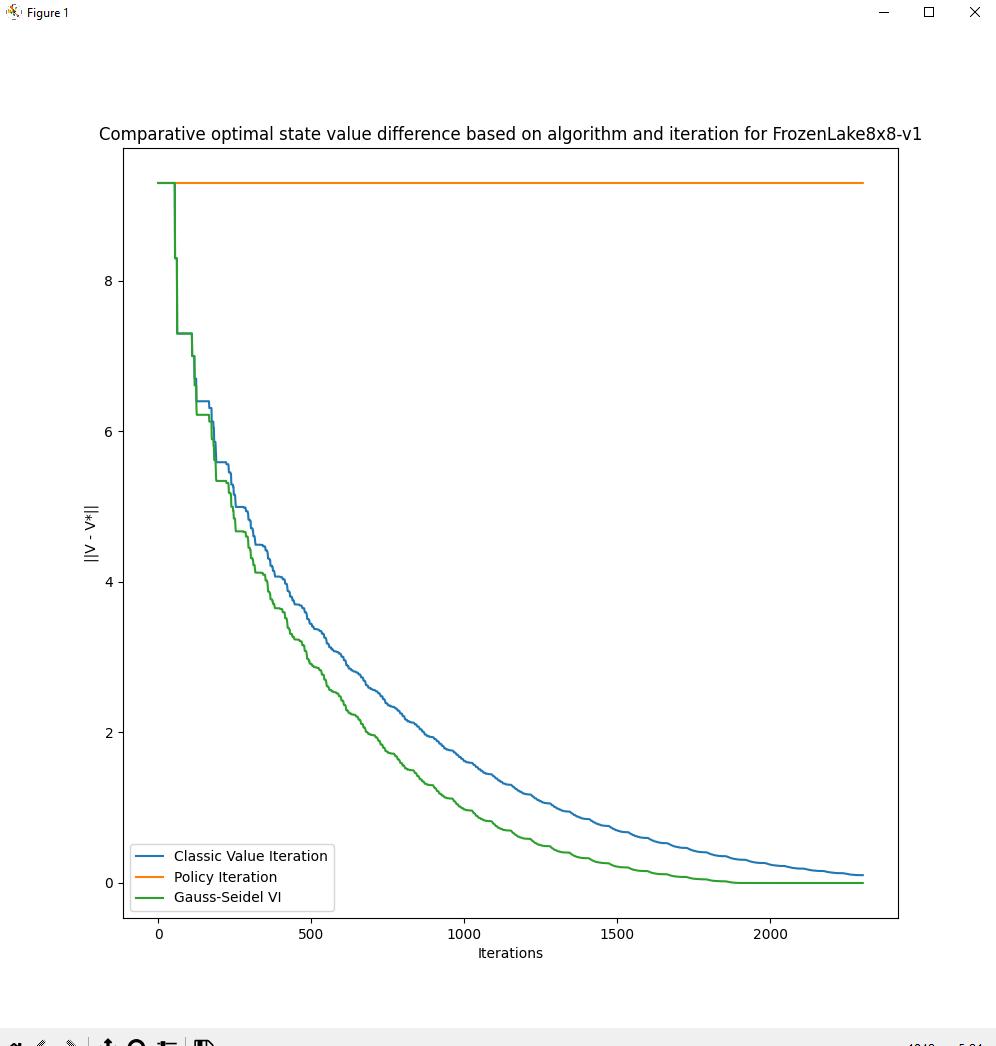 Figure 1
Comparative optimal state value difference based on algorithm and iteration for FrozenLake8x8-v1
||V - V*||
8
6
4
2
0
Classic Value Iteration
Policy Iteration
Gauss-Seidel VI
0 500 1000 1500 2000
Iterations